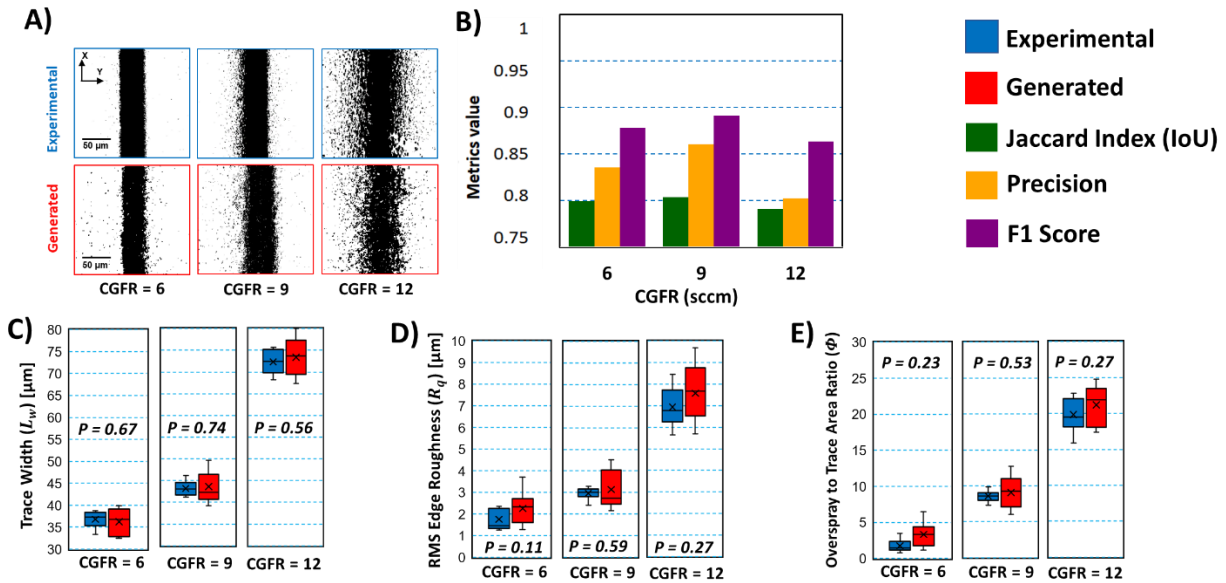 A)
X
Y
50 µm
Experimental
50 µm
Generated
CGFR = 6 CGFR = 9 CGFR = 12
B)
Metrics value
1
0.95
0.9
0.85
0.8
0.75
6 9 12
CGFR (sccm)
Experimental
Generated
Jaccard Index (IoU)
Precision
F1 Score
C)
Trace Width (L_w) [µm]
80
75
70
65
60
55
50
45
40
35
30
P = 0.67 P = 0.74 P = 0.56
CGFR = 6 CGFR = 9 CGFR = 12
D)
RMS Edge Roughness (R_q) [µm]
10
9
8
7
6
5
4
3
2
1
0
P = 0.11 P = 0.59 P = 0.27
CGFR = 6 CGFR = 9 CGFR = 12
E)
Overspray to Trace Area Ratio (Φ)
30
25
20
15
10
5
0
P = 0.23 P = 0.53 P = 0.27
CGFR = 6 CGFR = 9 CGFR = 12